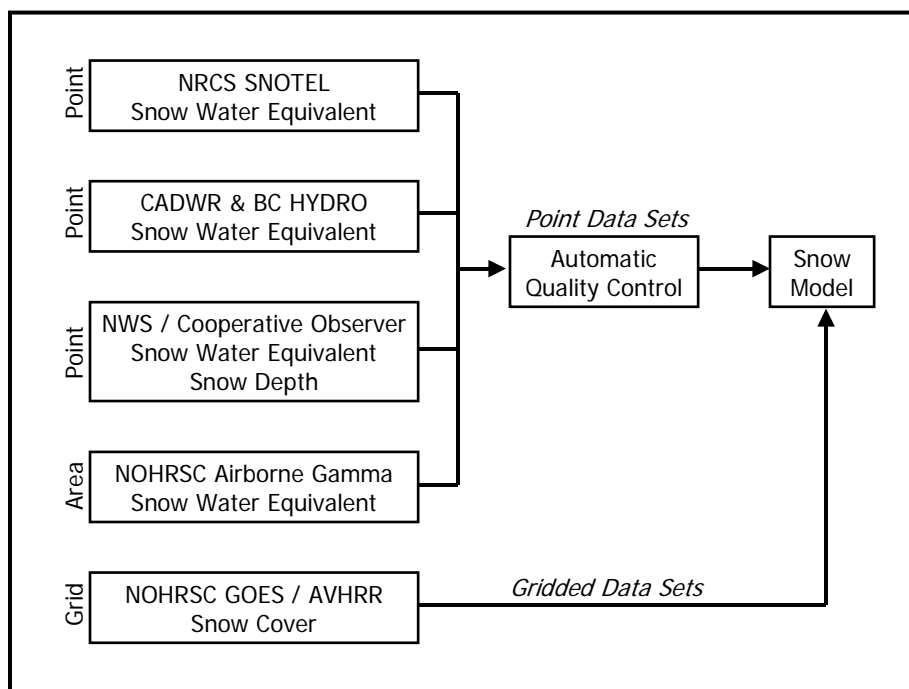 Point
NRCS SNOTEL
Snow Water Equivalent
Point
CADWR & BC HYDRO
Snow Water Equivalent
Point
NWS / Cooperative Observer
Snow Water Equivalent
Snow Depth
Area
NOHRSC Airborne Gamma
Snow Water Equivalent
Grid
NOHRSC GOES / AVHRR
Snow Cover
Point Data Sets
Automatic
Quality Control
Snow
Model
Gridded Data Sets